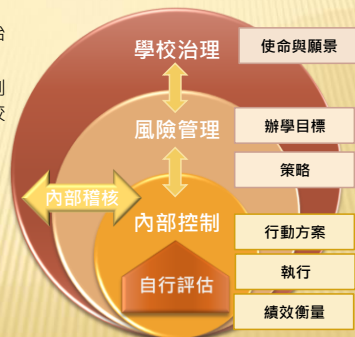 治
學校治理
使命與願景
風險管理
辦學目標
策略
內部稽核
內部控制
行動方案
自行評估
執行
績效衡量